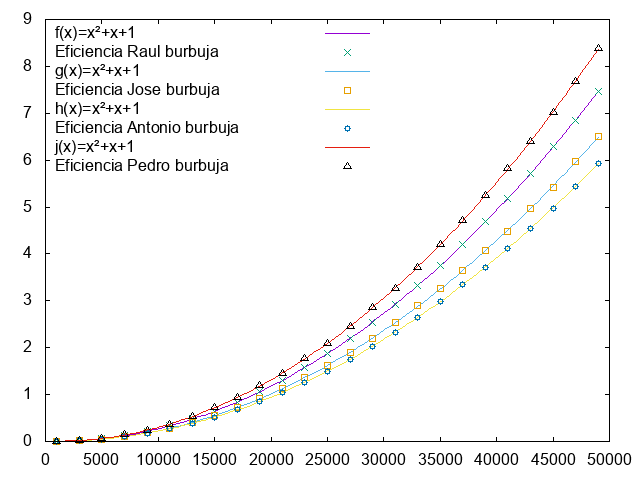 f(x)=x²+x+1
Eficiencia Raul burbuja
g(x)=x²+x+1
Eficiencia Jose burbuja
h(x)=x²+x+1
Eficiencia Antonio burbuja
j(x)=x²+x+1
Eficiencia Pedro burbuja
9
8
7
6
5
4
3
2
1
0
0 5000 10000 15000 20000 25000 30000 35000 40000 45000 50000